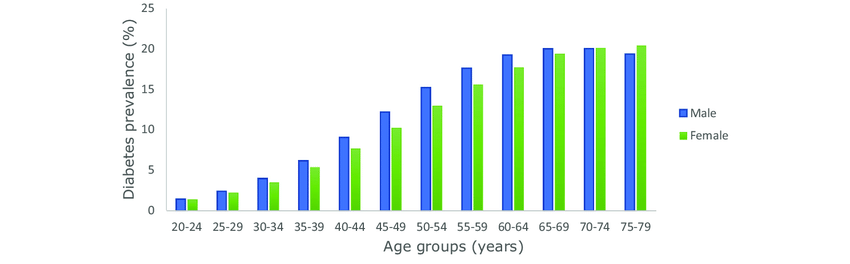 25
20
15
10
5
0
Diabetes prevalence (%)
20-24 25-29 30-34 35-39 40-44 45-49 50-54 55-59 60-64 65-69 70-74 75-79
Age groups (years)
Male
Female